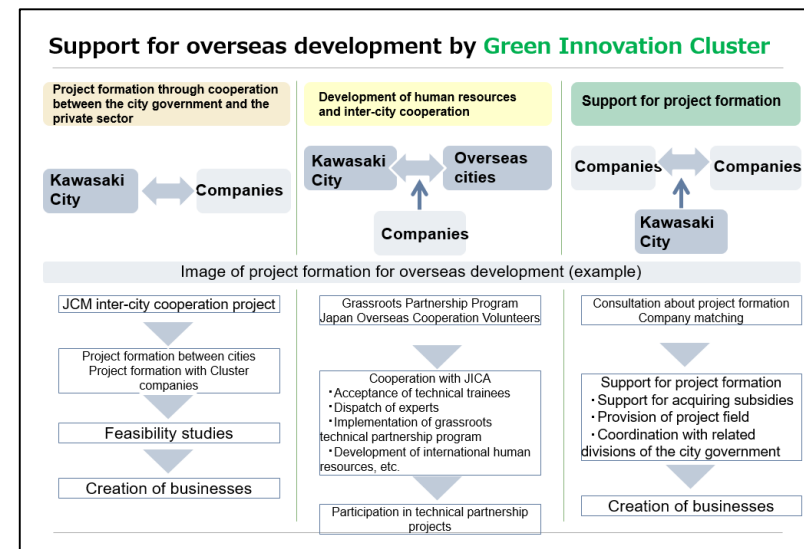 Support for overseas development by Green Innovation Cluster
Project formation through cooperation
between the city government and the
private sector
Kawasaki
City
Companies
Development of human resources
and inter-city cooperation
Kawasaki
City
Overseas
cities
Companies
Support for project formation
Companies
Companies
Kawasaki
City
Image of project formation for overseas development (example)
JCM inter-city cooperation project
Project formation between cities
Project formation with Cluster
companies
Feasibility studies
Creation of businesses
Grassroots Partnership Program
Japan Overseas Cooperation Volunteers
Cooperation with JICA
・Acceptance of technical trainees
・Dispatch of experts
・Implementation of grassroots
technical partnership program
・Development of international human
resources, etc.
Participation in technical partnership
projects
Consultation about project formation
Company matching
Support for project formation
・Support for acquiring subsidies
・Provision of project field
・Coordination with related
divisions of the city government
Creation of businesses